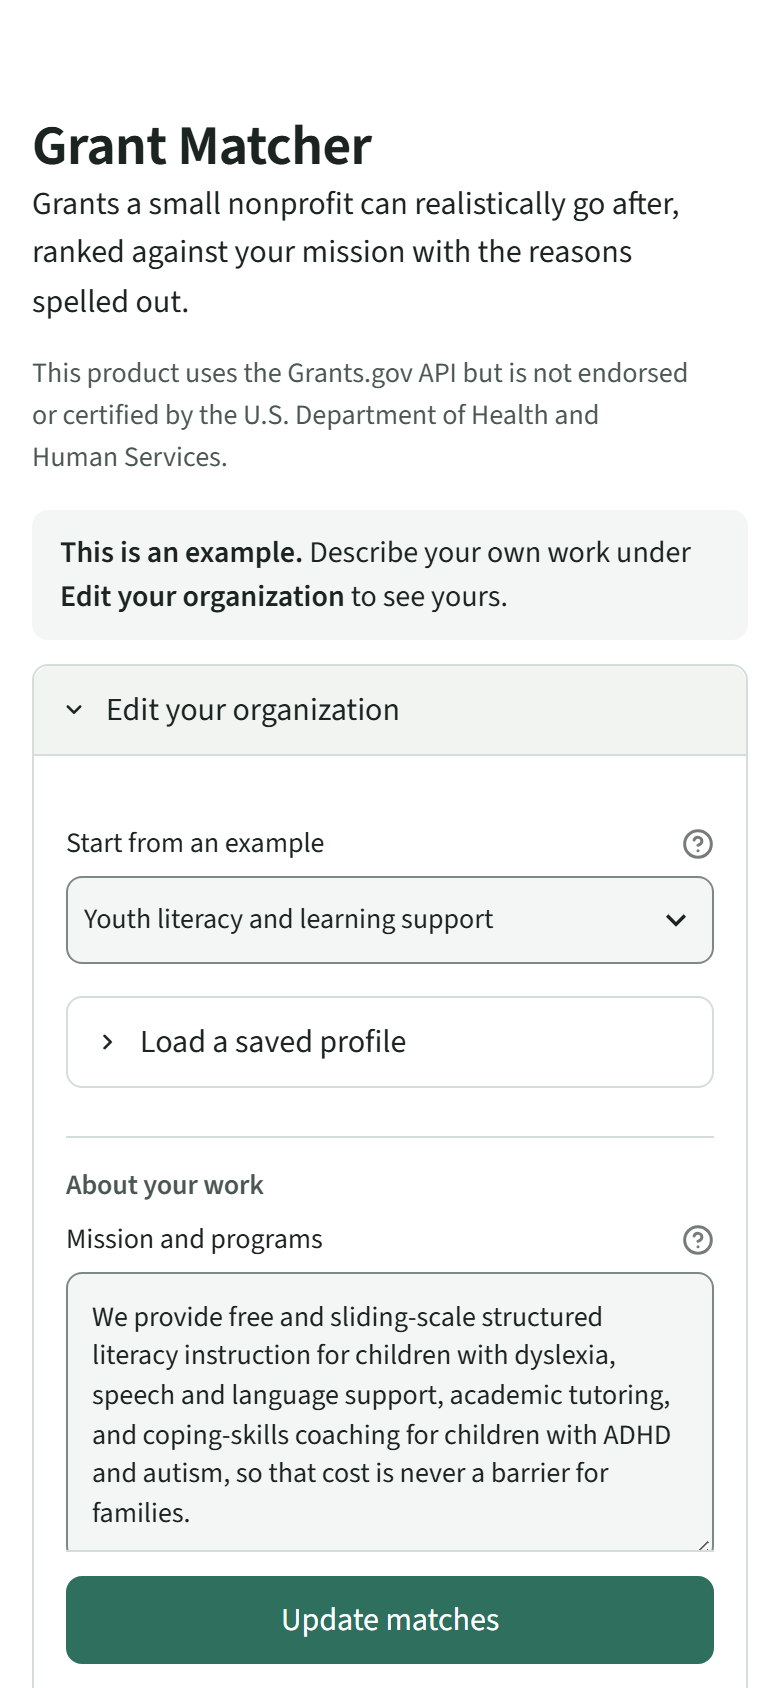 Grant Matcher
Grants a small nonprofit can realistically go after,
ranked against your mission with the reasons
spelled out.
This product uses the Grants.gov API but is not endorsed
or certified by the U.S. Department of Health and
Human Services.
This is an example. Describe your own work under
Edit your organization to see yours.
Edit your organization
Start from an example
Youth literacy and learning support
Load a saved profile
About your work
Mission and programs
We provide free and sliding-scale structured
literacy instruction for children with dyslexia,
speech and language support, academic tutoring,
and coping-skills coaching for children with ADHD
and autism, so that cost is never a barrier for
families.
Update matches